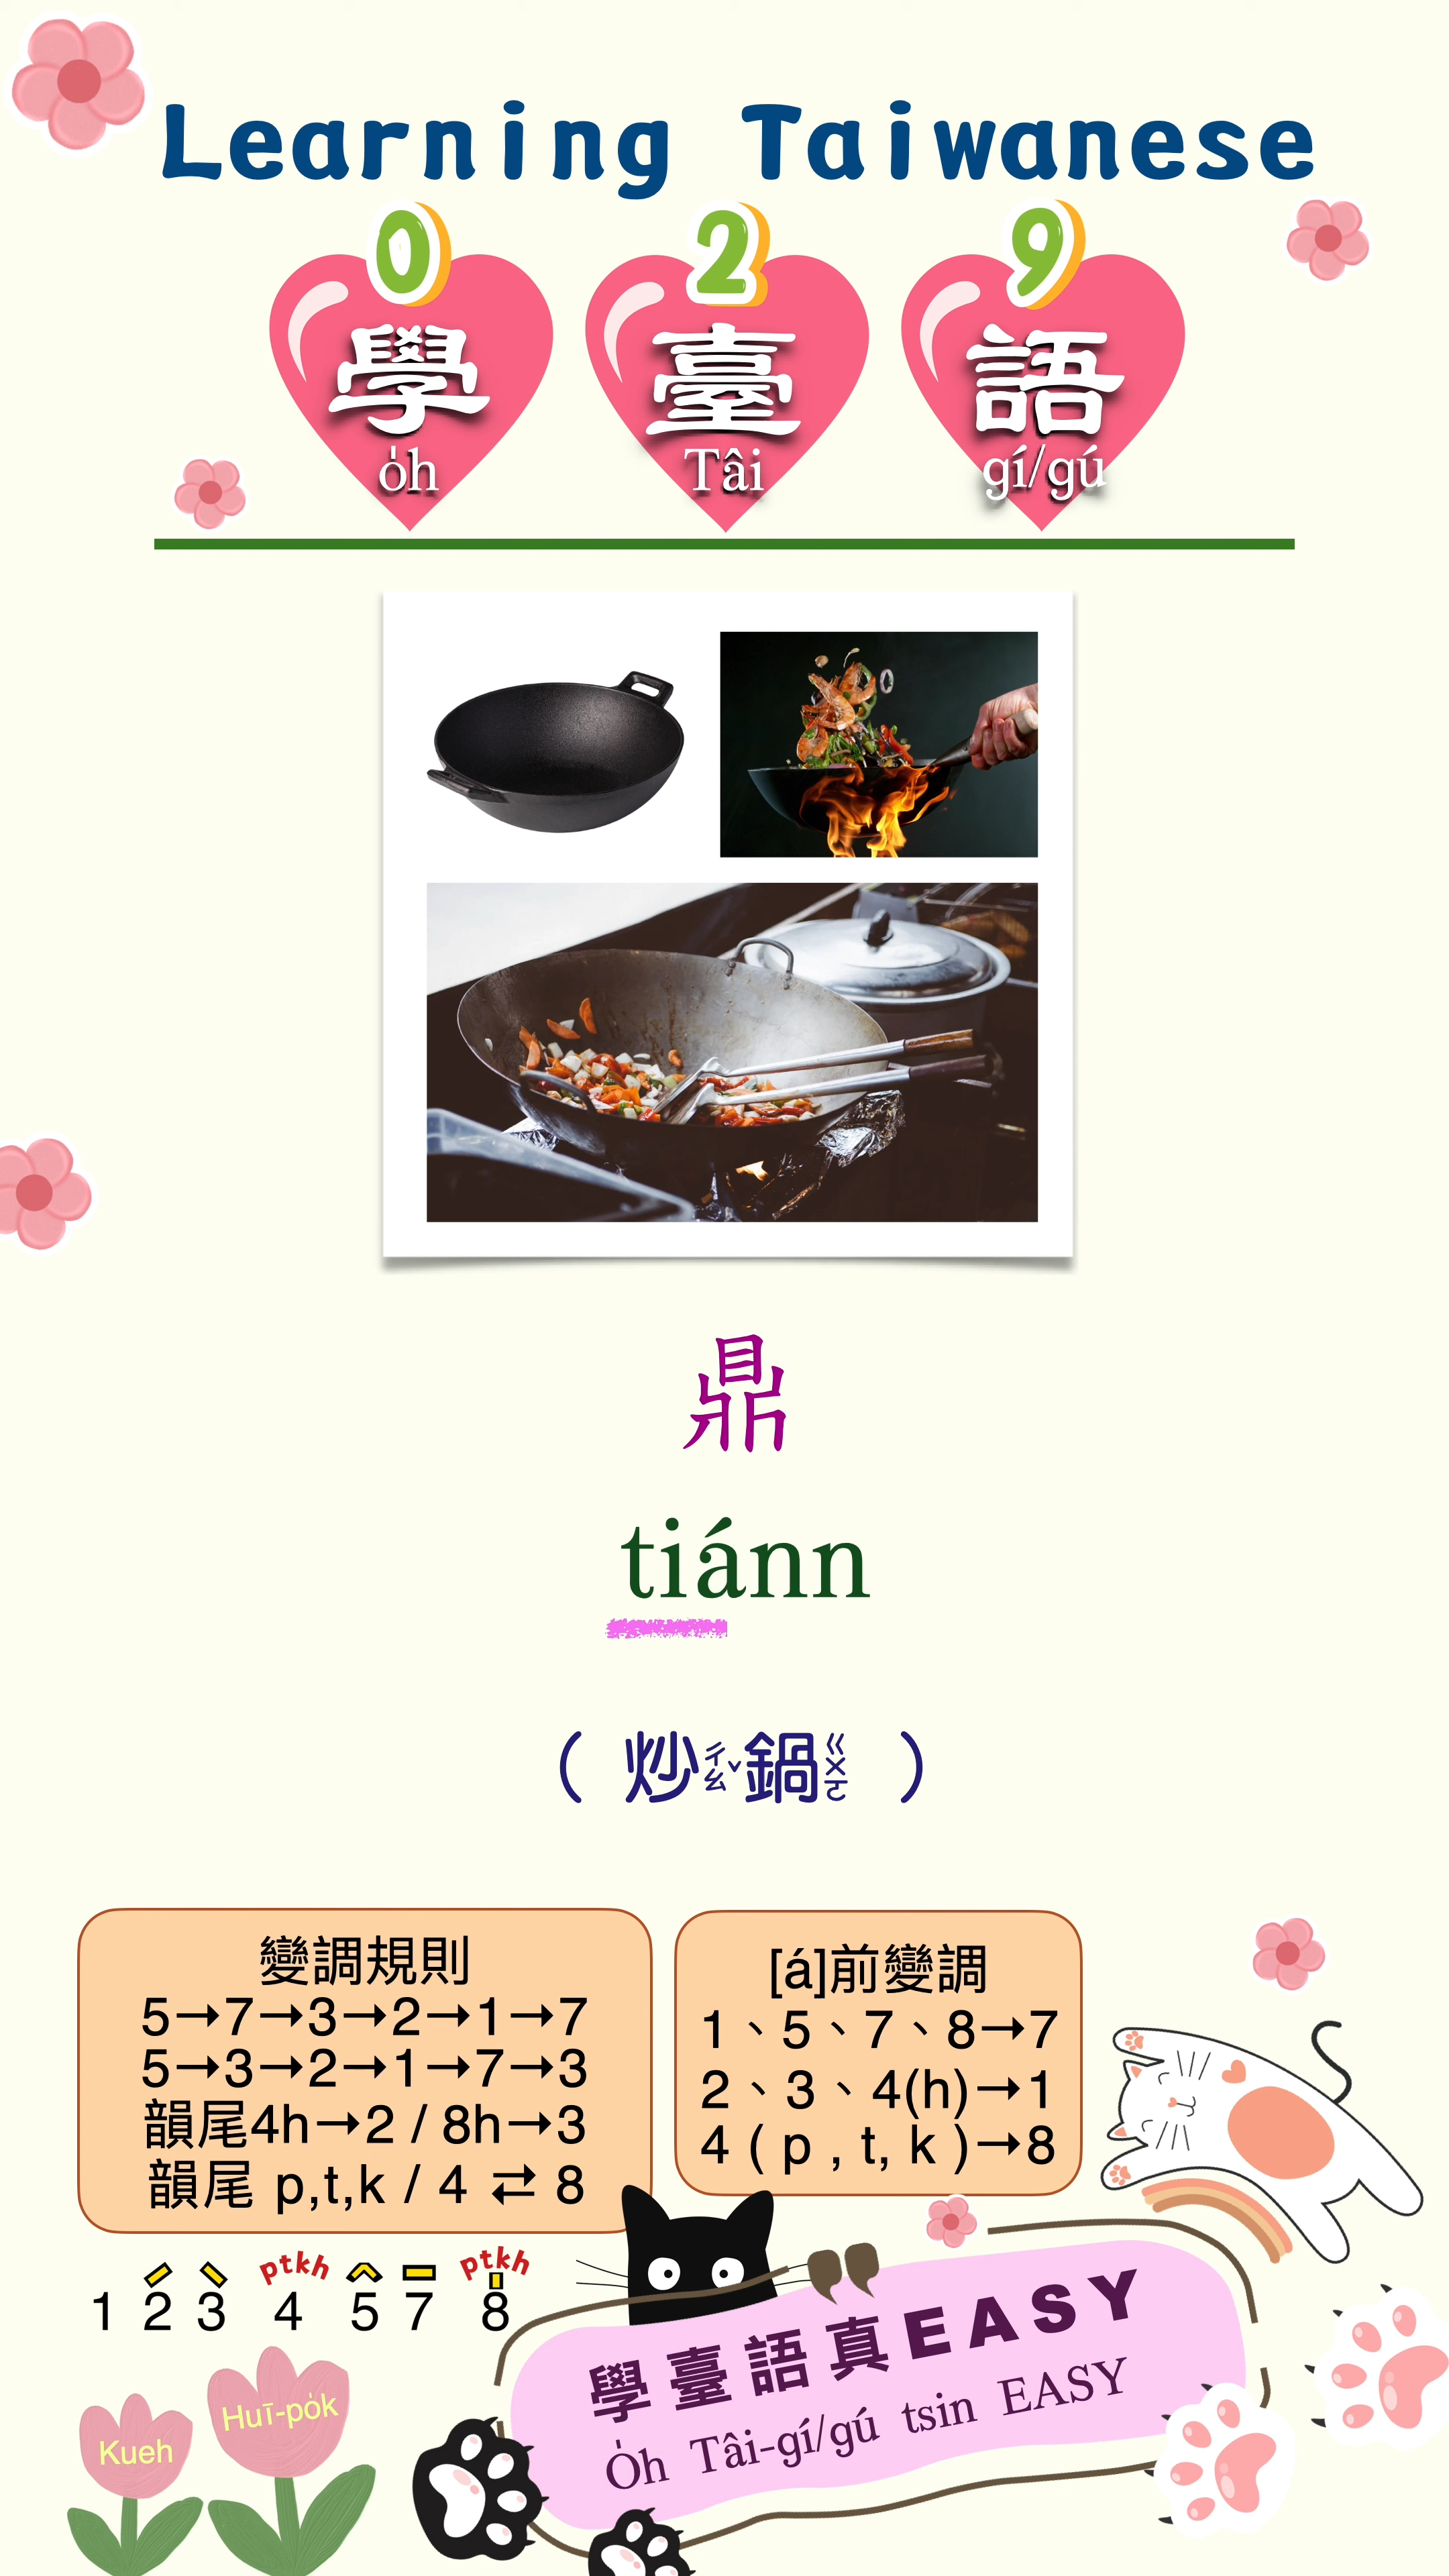 Learning Taiwanese
0 2 9
學 臺 語
o̍h Tâi gí/gú
鼎
tiánn
( 炒ㄔㄠˇ鍋ㄍㄨㄛ )
變調規則
5→7→3→2→1→7
5→3→2→1→7→3
韻尾4h→2 / 8h→3
韻尾 p,t,k / 4 ⇄ 8
[á]前變調
1、5、7、8→7
2、3、4(h)→1
4 ( p , t, k )→8
ptkh ptkh
1 2 3 4 5 7 8
Kueh
Huī-po̍k
學臺語真EASY
O̍h Tâi-gí/gú tsin EASY